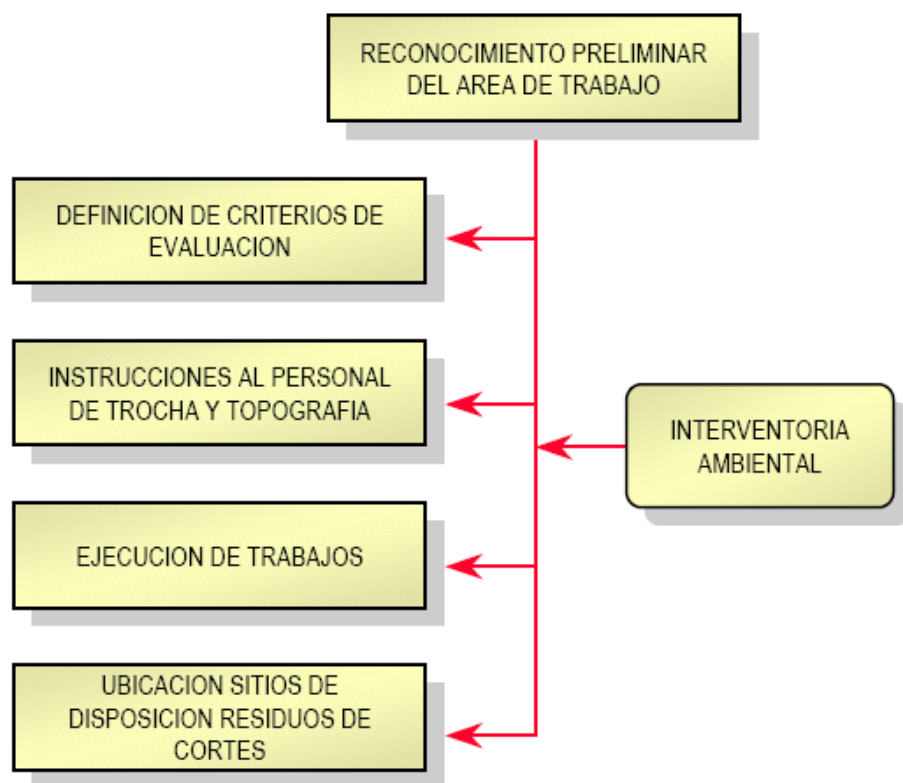 RECONOCIMIENTO PRELIMINAR
DEL AREA DE TRABAJO
DEFINICION DE CRITERIOS DE
EVALUACION
INSTRUCCIONES AL PERSONAL
DE TROCHA Y TOPOGRAFIA
INTERVENTORIA
AMBIENTAL
EJECUCION DE TRABAJOS
UBICACION SITIOS DE
DISPOSICION RESIDUOS DE
CORTES